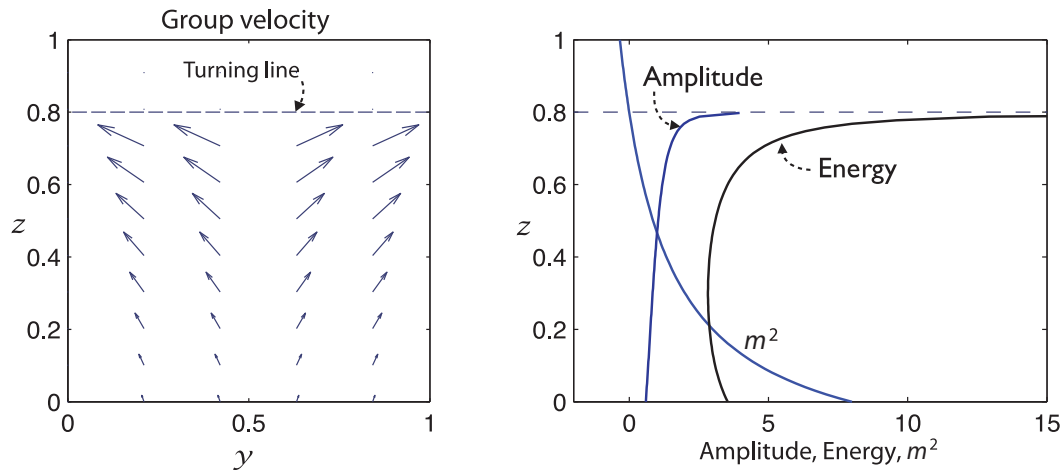 Group velocity
1
0.8
0.6
0.4
0.2
0
z
Turning line
0
0.5
1
y
1
0.8
0.6
0.4
0.2
0
z
Amplitude
Energy
m²
0
5
10
15
Amplitude, Energy, m²